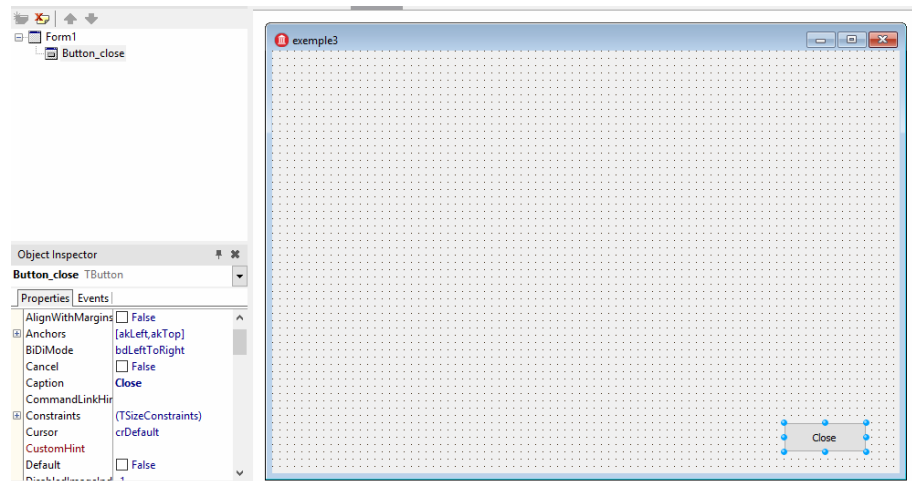 Form1
Button_close
Object Inspector
Button_close TButton
Properties Events
AlignWithMargins False
Anchors [akLeft,akTop]
BiDiMode bdLeftToRight
Cancel False
Caption Close
CommandLinkHir
Constraints (TSizeConstraints)
Cursor crDefault
CustomHint
Default False
exemple3
Close